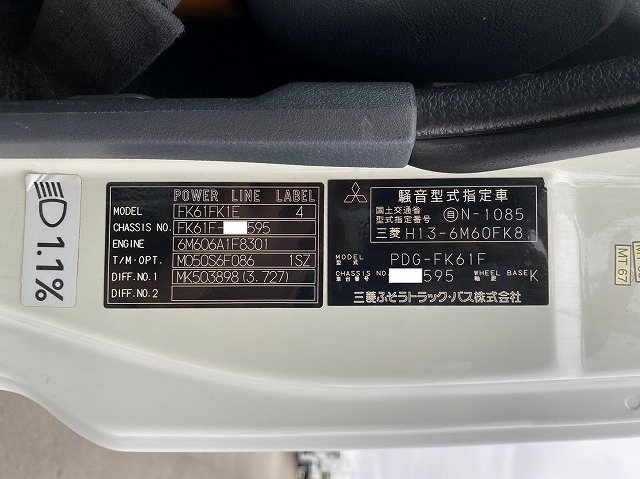 1.1%
POWER LINE LABEL
MODEL FK61FK1E 4
CHASSIS NO. FK61F- 595
ENGINE 6M606A1F8301
T/M·OPT. M050S6F086 1SZ
DIFF.NO.1 MK503898(3.727)
DIFF.NO.2
騒音型式指定車
国土交通省
型式指定番号 自N-1085
三菱 H13-6M60FK8
MODEL
型式 PDG-FK61F
CHASSIS NO.
車台番号 595 WHEEL BASE
軸距 K
三菱ふそうトラック・バス株式会社
MT 67